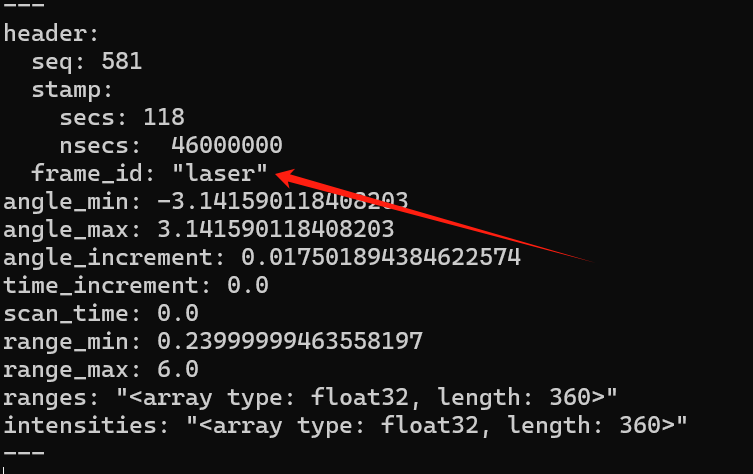 ---
header:
  seq: 581
  stamp:
    secs: 118
    nsecs:  46000000
  frame_id: "laser"
angle_min: -3.141590118408203
angle_max: 3.141590118408203
angle_increment: 0.017501894384622574
time_increment: 0.0
scan_time: 0.0
range_min: 0.23999999463558197
range_max: 6.0
ranges: "<array type: float32, length: 360>"
intensities: "<array type: float32, length: 360>"
---